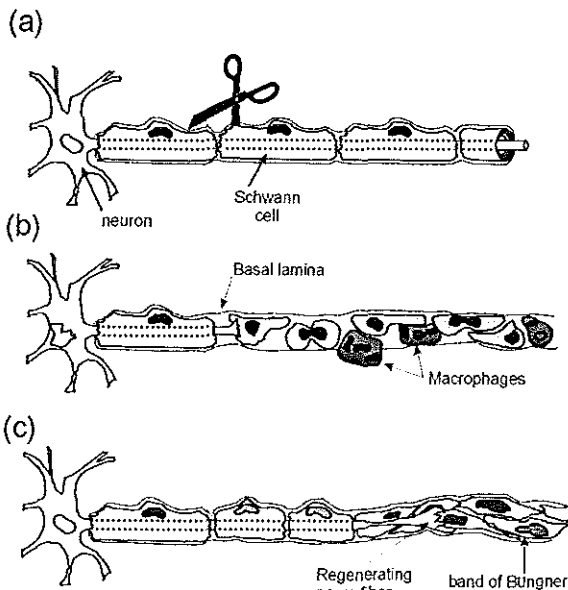 (a)
Schwann
cell
neuron
(b)
Basal lamina
Macrophages
(c)
Regenerating
band of Bungner